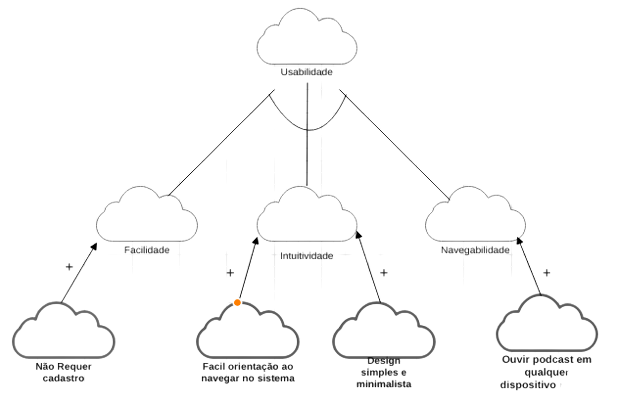 Usabilidade
Facilidade
Intuitividade
Navegabilidade
+
+
+
+
Não Requer
cadastro
Facil orientação ao
navegar no sistema
Design
simples e
minimalista
Ouvir podcast em
qualquer
dispositivo